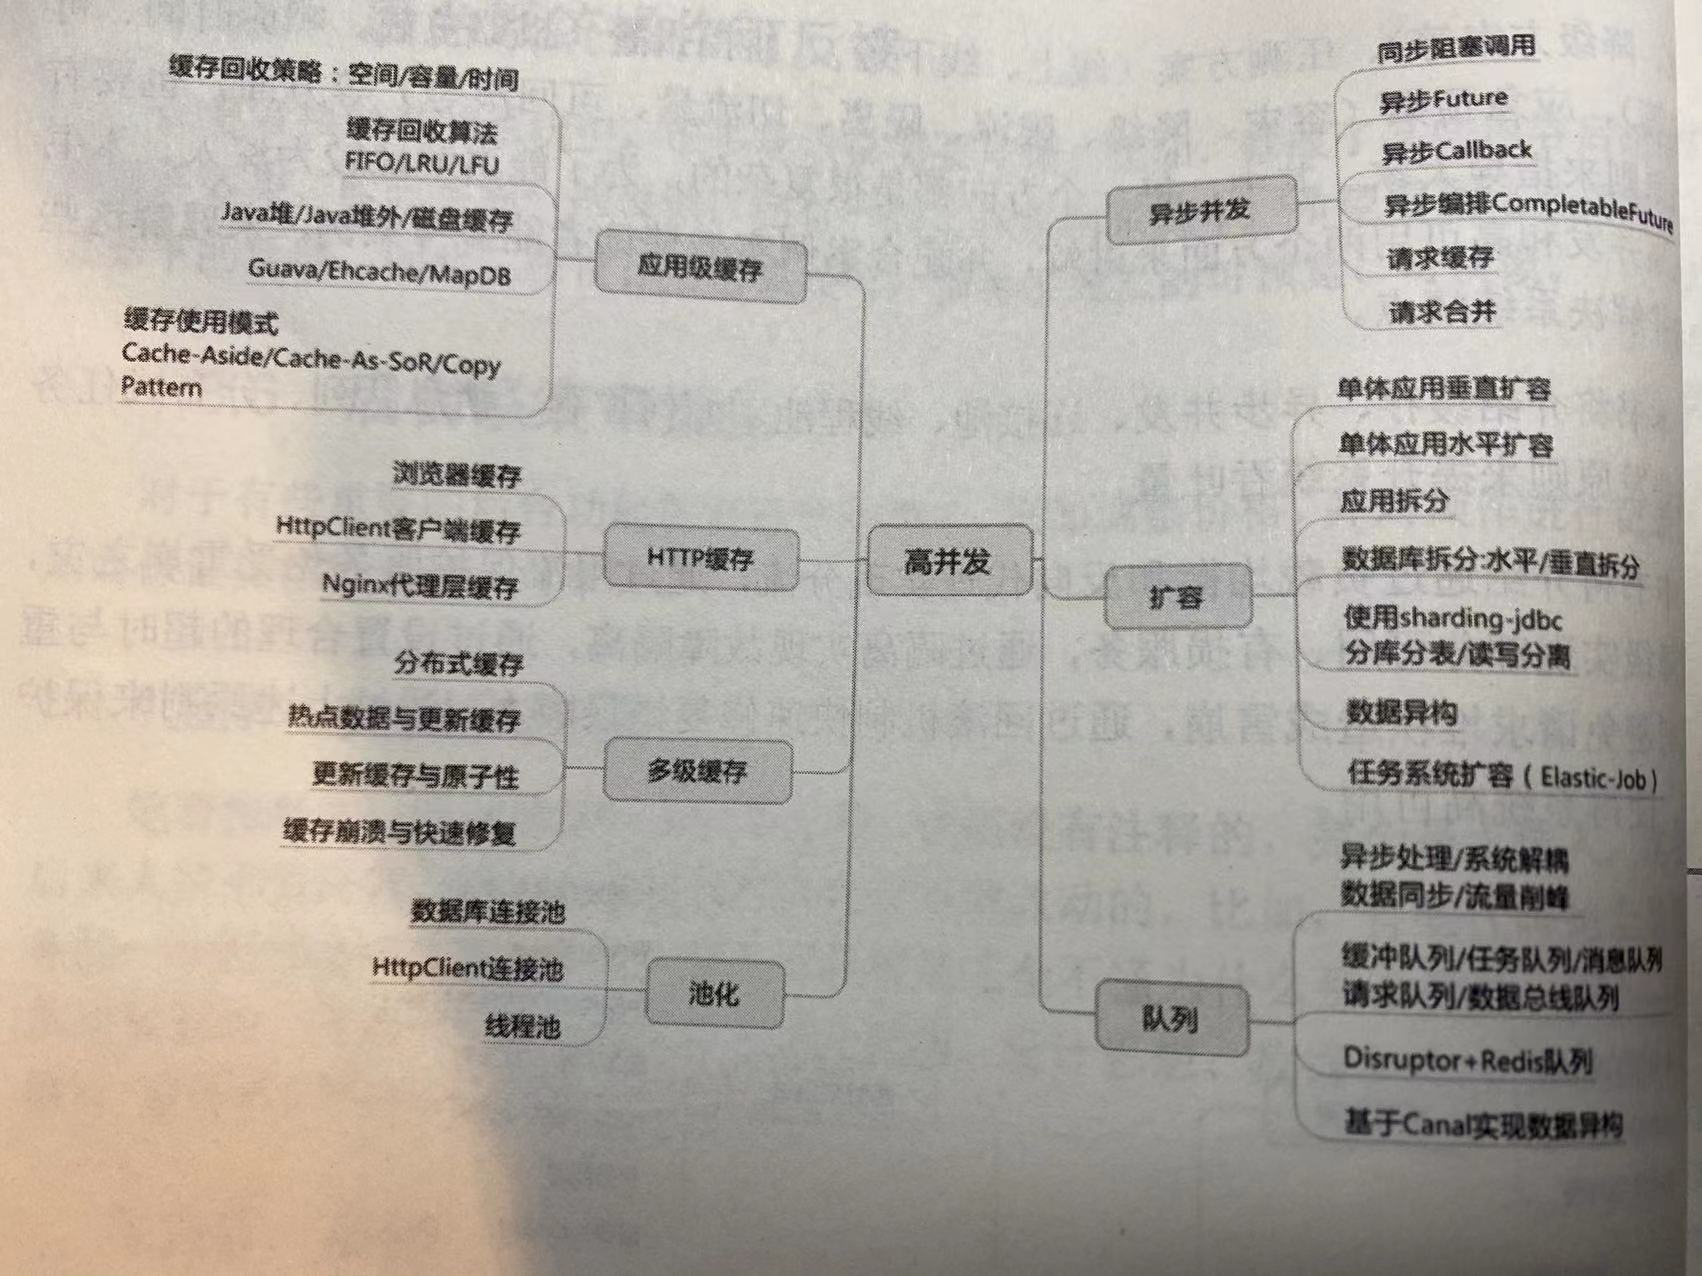 缓存回收策略：空间/容量/时间
缓存回收算法
FIFO/LRU/LFU
Java堆/Java堆外/磁盘缓存
Guava/Ehcache/MapDB
缓存使用模式
Cache-Aside/Cache-As-SoR/Copy
Pattern
应用级缓存
浏览器缓存
HttpClient客户端缓存
Nginx代理层缓存
HTTP缓存
分布式缓存
热点数据与更新缓存
更新缓存与原子性
缓存崩溃与快速修复
多级缓存
数据库连接池
HttpClient连接池
线程池
池化
高并发
异步并发
同步阻塞调用
异步Future
异步Callback
异步编排CompletableFuture
请求缓存
请求合并
扩容
单体应用垂直扩容
单体应用水平扩容
应用拆分
数据库拆分:水平/垂直拆分
使用sharding-jdbc
分库分表/读写分离
数据异构
任务系统扩容（Elastic-Job）
队列
异步处理/系统解耦
数据同步/流量削峰
缓冲队列/任务队列/消息队列
请求队列/数据总线队列
Disruptor+Redis队列
基于Canal实现数据异构